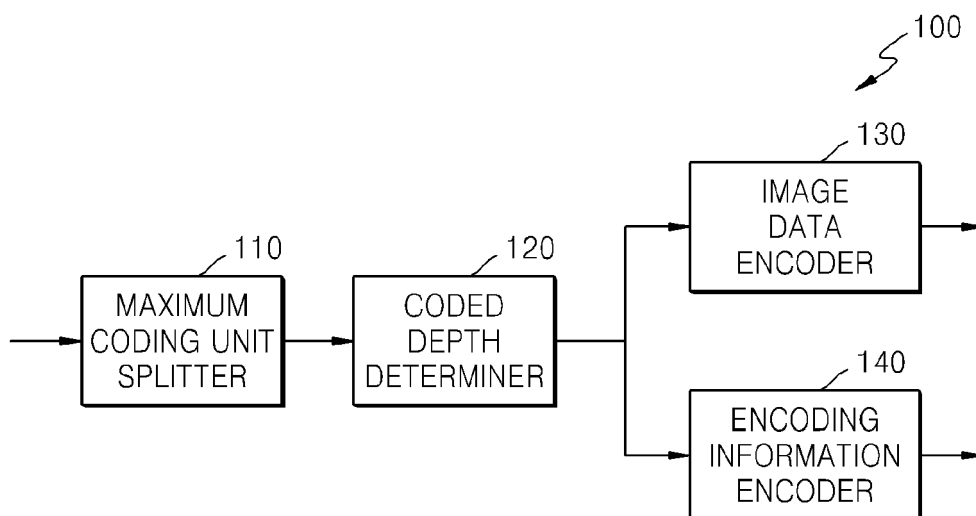 100
110
MAXIMUM
CODING UNIT
SPLITTER
120
CODED
DEPTH
DETERMINER
130
IMAGE
DATA
ENCODER
140
ENCODING
INFORMATION
ENCODER